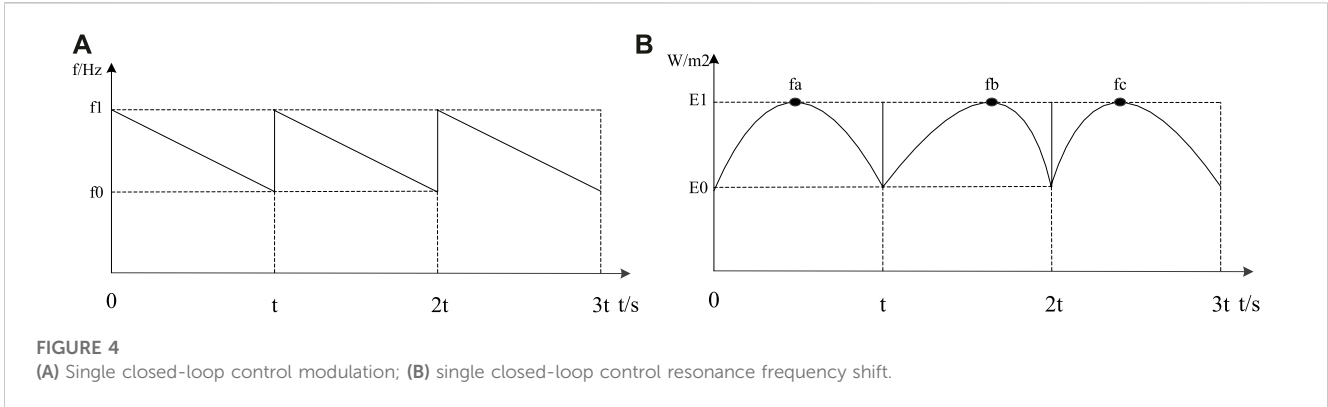 A
f/Hz
f1
f0
0
t
2t
3t t/s
B
W/m2
fa
fb
fc
E1
E0
0
t
2t
3t t/s
FIGURE 4
(A) Single closed-loop control modulation; (B) single closed-loop control resonance frequency shift.